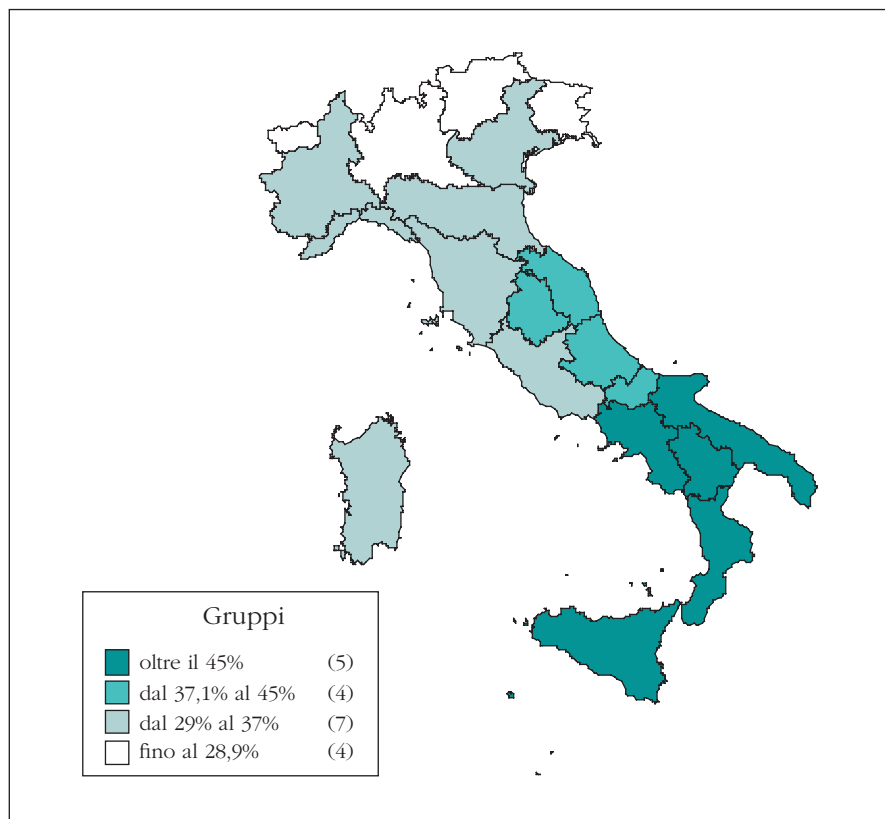 Gruppi
oltre il 45% (5)
dal 37,1% al 45% (4)
dal 29% al 37% (7)
fino al 28,9% (4)